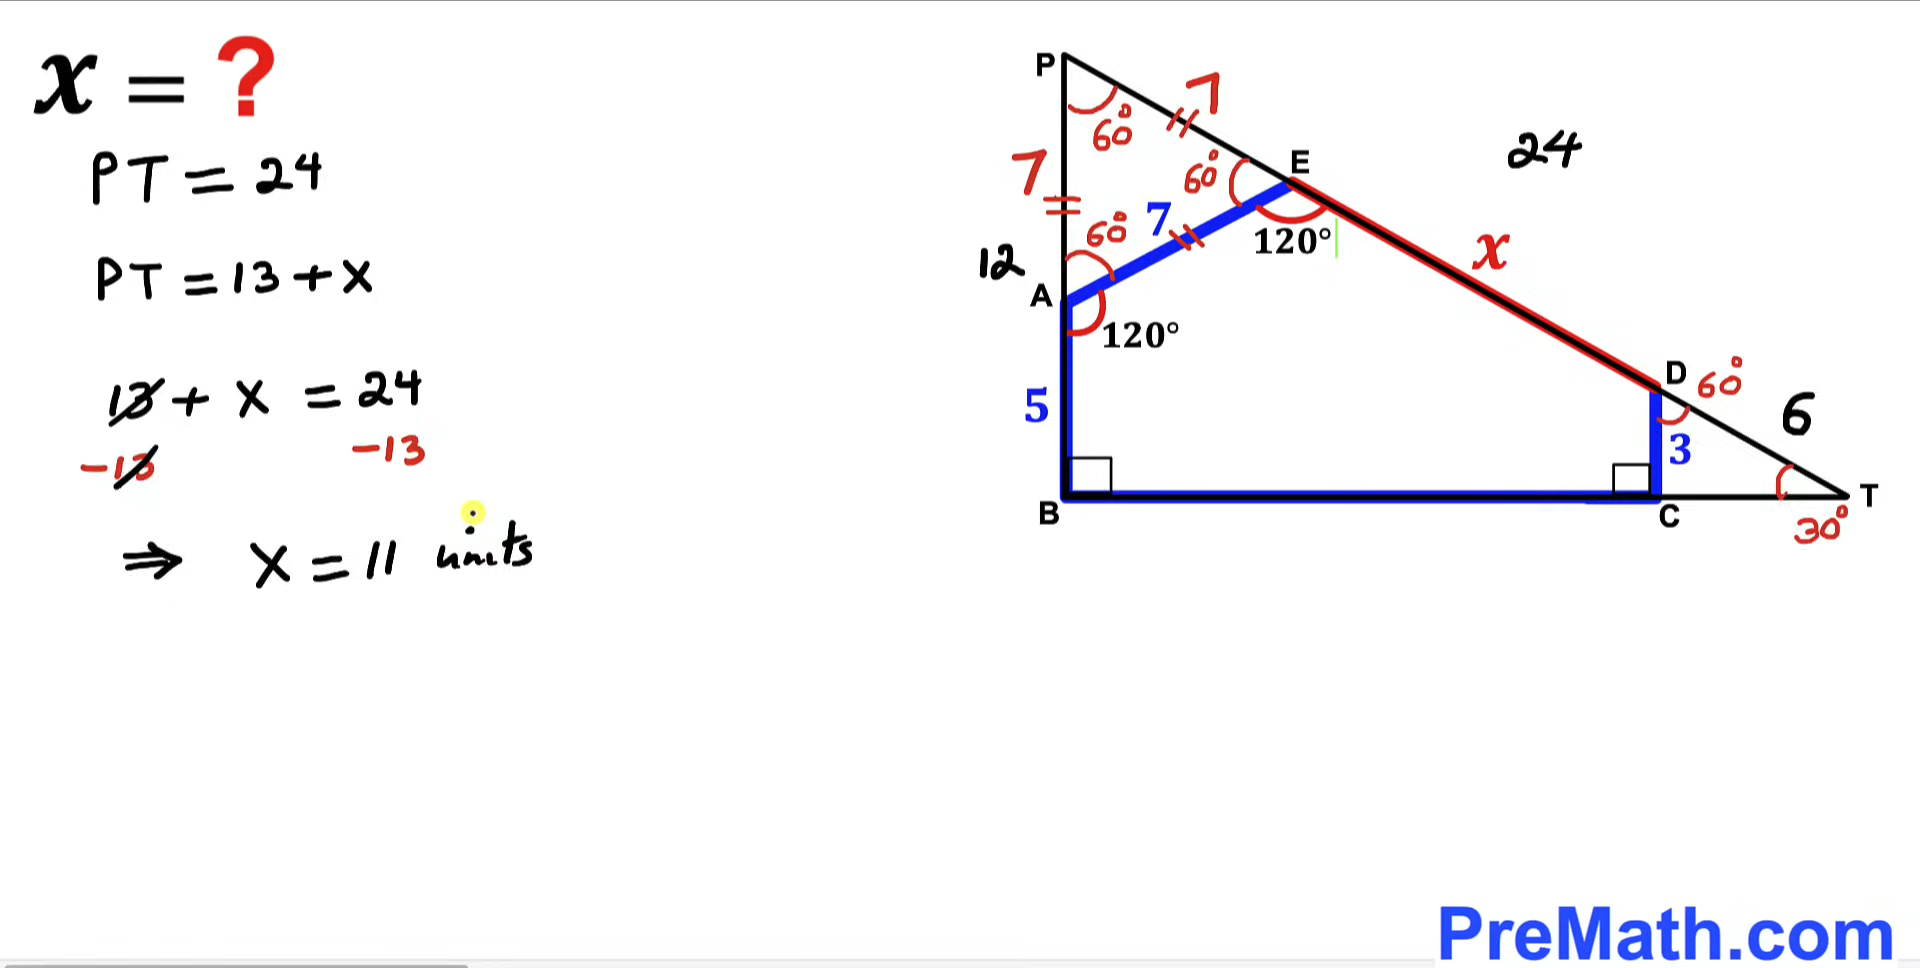 x = ?
PT = 24
PT = 13 + x
13 + x = 24
-13 -13
⇒ x = 11 units
P
7
60°
24
E
60°
7
60°
7
120°
x
12
A
120°
D
60°
6
5
3
B
C
T
30°
PreMath.com